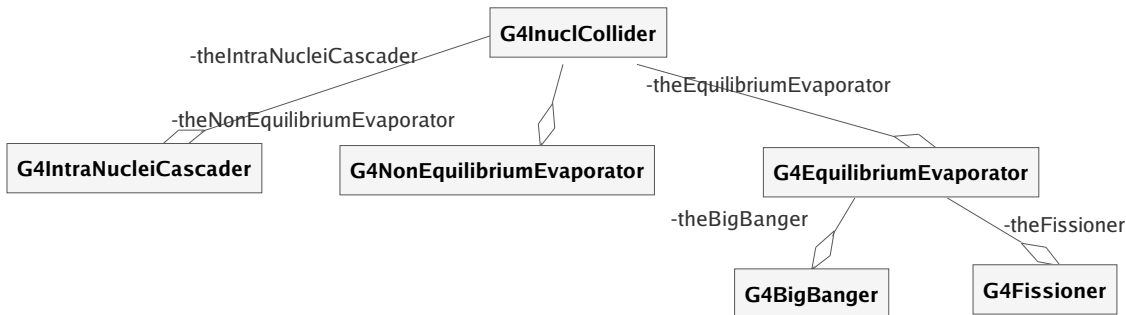 G4InuclCollider
-theIntraNucleiCascader
-theEquilibriumEvaporator
-theNonEquilibriumEvaporator
G4IntraNucleiCascader
G4NonEquilibriumEvaporator
G4EquilibriumEvaporator
-theBigBanger
-theFissioner
G4BigBanger
G4Fissioner